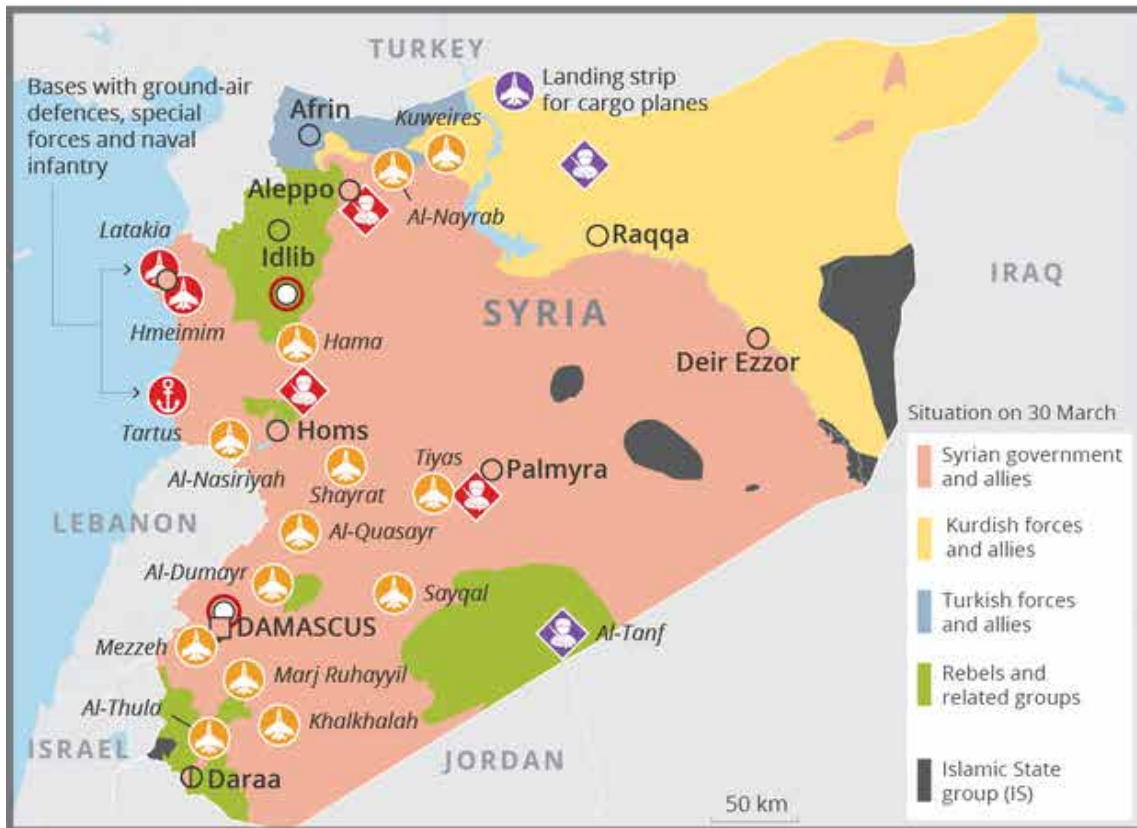 TURKEY
Bases with ground-air
defences, special
forces and naval
infantry
Landing strip
for cargo planes
Afrin
Kuweires
Aleppo
Al-Nayrab
Latakia
Idlib
Raqqa
IRAQ
SYRIA
Hmeimim
Hama
Deir Ezzor
Tartus
Homs
Situation on 30 March
Al-Nasiriyah
Shayrat
Tiyas
Palmyra
Syrian government
and allies
LEBANON
Al-Quasayr
Kurdish forces
and allies
Al-Dumayr
Sayqal
Turkish forces
and allies
DAMASCUS
Al-Tanf
Mezzeh
Marj Ruhayyil
Rebels and
related groups
Al-Thula
Khalkhalah
ISRAEL
JORDAN
Daraa
Islamic State
group (IS)
50 km